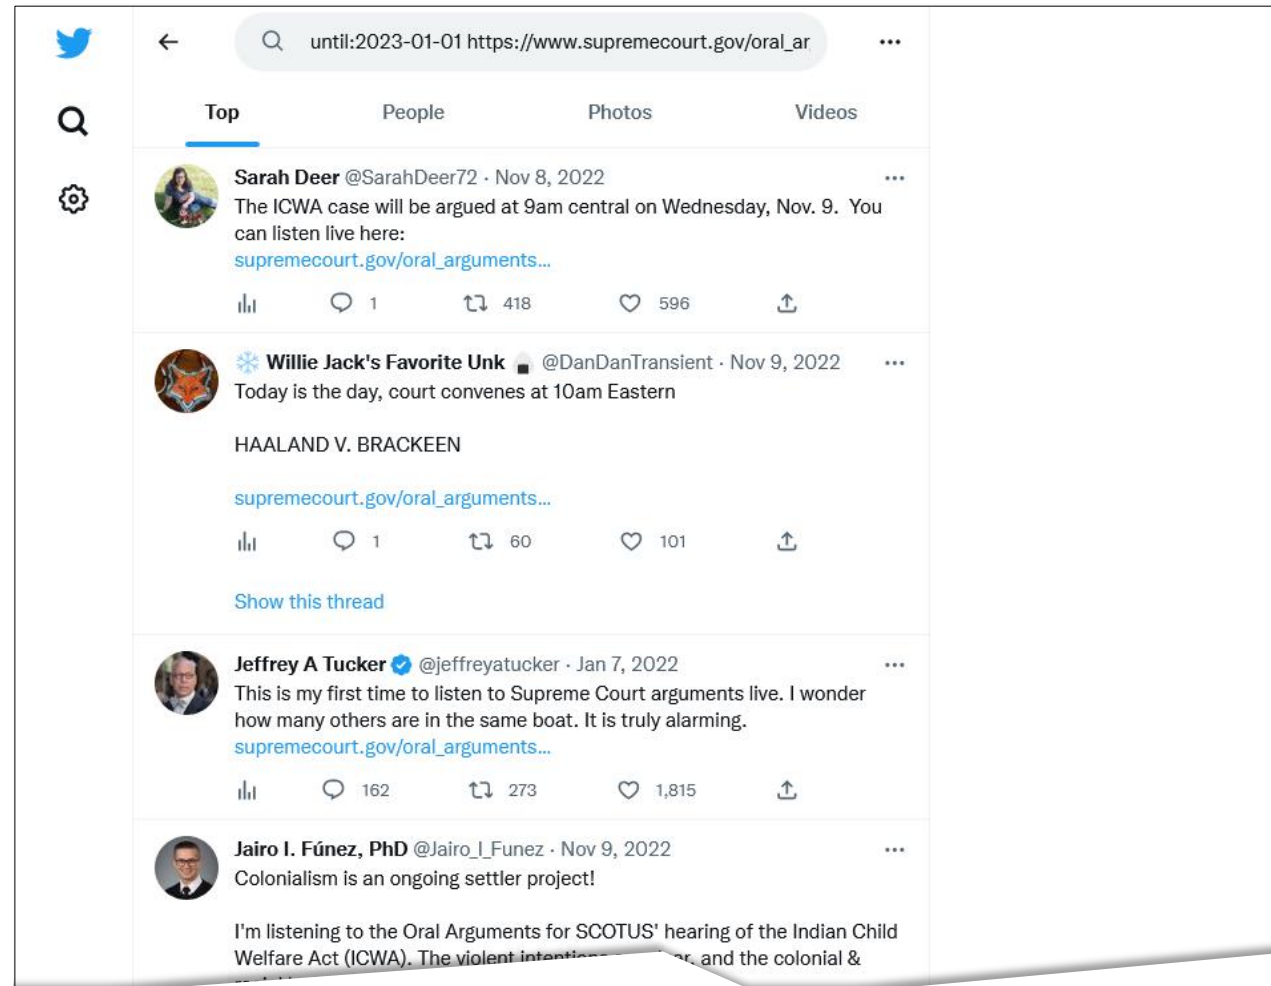 until:2023-01-01 https://www.supremecourt.gov/oral_ar
Top People Photos Videos
Sarah Deer @SarahDeer72 · Nov 8, 2022
The ICWA case will be argued at 9am central on Wednesday, Nov. 9. You
can listen live here:
supremecourt.gov/oral_arguments...
1 418 596
Willie Jack's Favorite Unk @DanDanTransient · Nov 9, 2022
Today is the day, court convenes at 10am Eastern
HAALAND V. BRACKEEN
supremecourt.gov/oral_arguments...
1 60 101
Show this thread
Jeffrey A Tucker @jeffreyatucker · Jan 7, 2022
This is my first time to listen to Supreme Court arguments live. I wonder
how many others are in the same boat. It is truly alarming.
supremecourt.gov/oral_arguments...
162 273 1,815
Jairo I. Fúnez, PhD @Jairo_I_Funez · Nov 9, 2022
Colonialism is an ongoing settler project!
I'm listening to the Oral Arguments for SCOTUS' hearing of the Indian Child
Welfare Act (ICWA). The violent and the colonial &